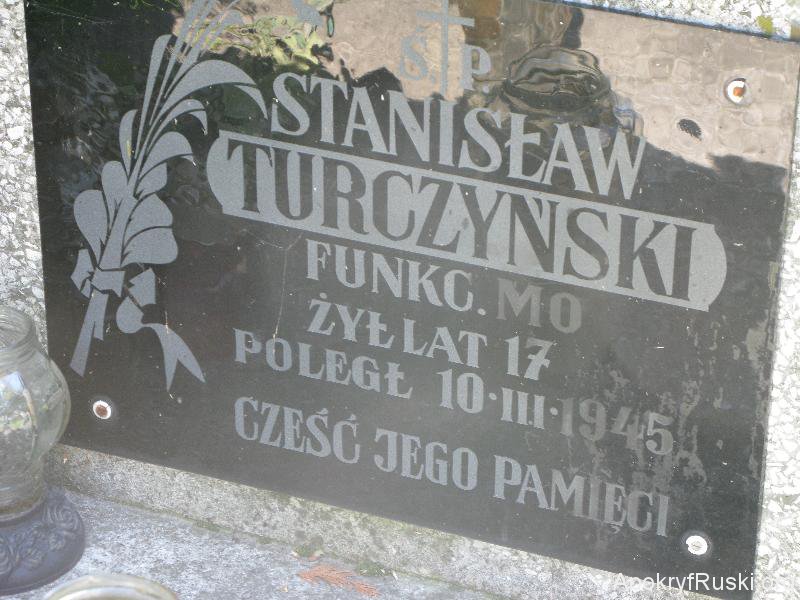 Ś. P.
STANISŁAW
TURCZYŃSKI
FUNKC. MO
ŻYŁ LAT 17
POLEGŁ 10·III·1945
CZEŚĆ JEGO PAMIĘCI
ApokryfRuski.org